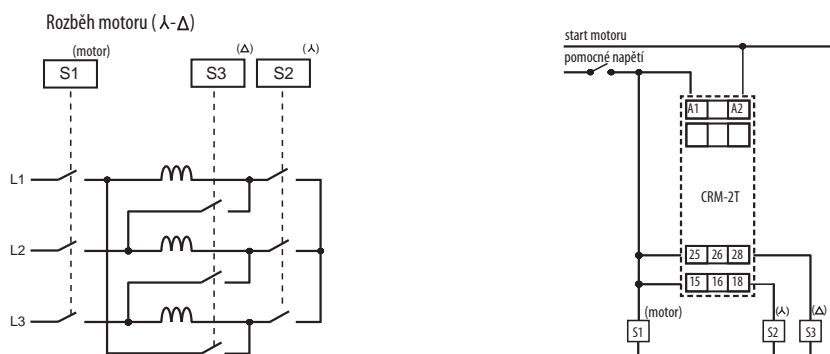 Rozběh motoru (⅄-Δ)
(motor)
S1
(Δ)
S3
(⅄)
S2
L1
L2
L3
start motoru
pomocné napětí
A1 A2
CRM-2T
25 26 28
15 16 18
(motor)
S1
(⅄)
S2
(Δ)
S3